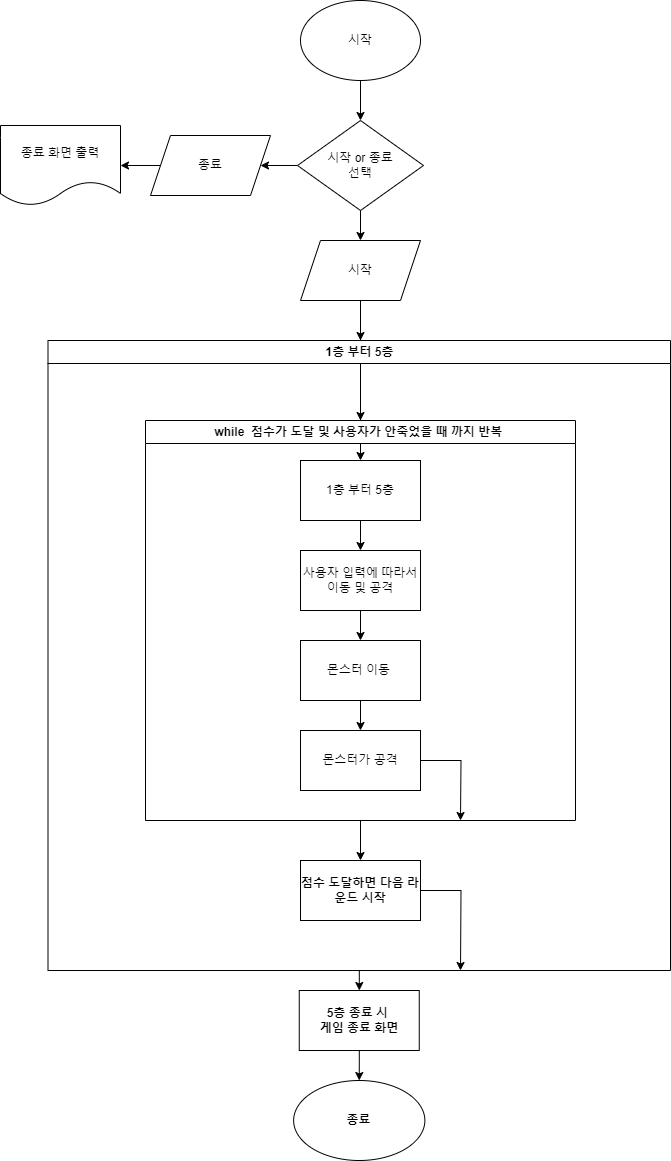 시작
시작 or 종료
선택
종료
종료 화면 출력
시작
1층 부터 5층
while 점수가 도달 및 사용자가 안죽었을 때 까지 반복
1층 부터 5층
사용자 입력에 따라서
이동 및 공격
몬스터 이동
몬스터가 공격
점수 도달하면 다음 라
운드 시작
5층 종료 시
게임 종료 화면
종료